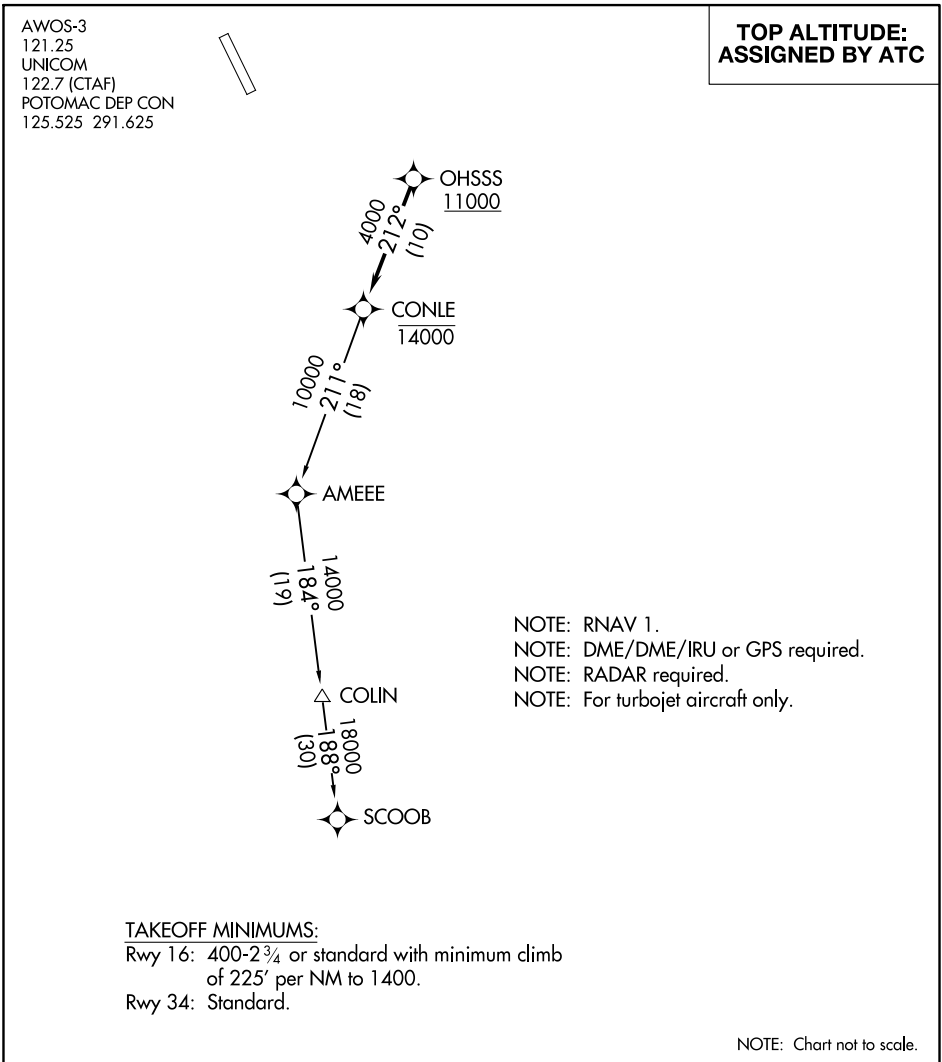 AWOS-3
121.25
UNICOM
122.7 (CTAF)
POTOMAC DEP CON
125.525 291.625
TOP ALTITUDE:
ASSIGNED BY ATC
OHSSS
11000
4000
212°
(10)
CONLE
14000
10000
211°
(18)
AMEEE
14000
184°
(19)
NOTE: RNAV 1.
NOTE: DME/DME/IRU or GPS required.
NOTE: RADAR required.
NOTE: For turbojet aircraft only.
COLIN
18000
188°
(30)
SCOOB
TAKEOFF MINIMUMS:
Rwy 16: 400-2¾ or standard with minimum climb
of 225' per NM to 1400.
Rwy 34: Standard.
NOTE: Chart not to scale.